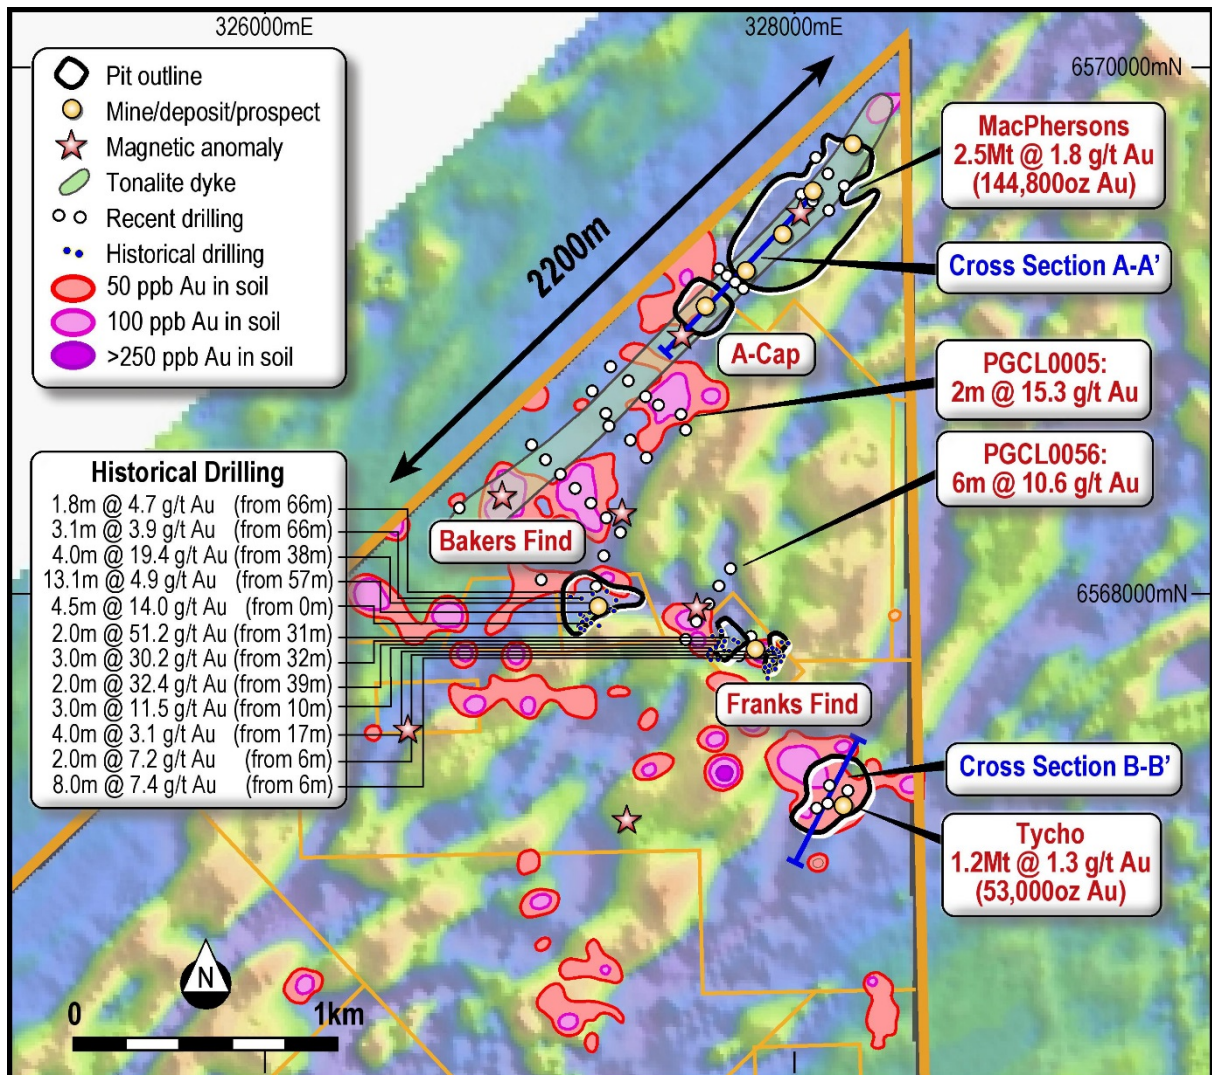 326000mE
328000mE
6570000mN
Pit outline
Mine/deposit/prospect
Magnetic anomaly
Tonalite dyke
Recent drilling
Historical drilling
50 ppb Au in soil
100 ppb Au in soil
>250 ppb Au in soil
2200m
MacPhersons
2.5Mt @ 1.8 g/t Au
(144,800oz Au)
Cross Section A-A’
A-Cap
PGCL0005:
2m @ 15.3 g/t Au
PGCL0056:
6m @ 10.6 g/t Au
Historical Drilling
1.8m @ 4.7 g/t Au (from 66m)
3.1m @ 3.9 g/t Au (from 66m)
4.0m @ 19.4 g/t Au (from 38m)
13.1m @ 4.9 g/t Au (from 57m)
4.5m @ 14.0 g/t Au (from 0m)
2.0m @ 51.2 g/t Au (from 31m)
3.0m @ 30.2 g/t Au (from 32m)
2.0m @ 32.4 g/t Au (from 39m)
3.0m @ 11.5 g/t Au (from 10m)
4.0m @ 3.1 g/t Au (from 17m)
2.0m @ 7.2 g/t Au (from 6m)
8.0m @ 7.4 g/t Au (from 6m)
Bakers Find
6568000mN
Franks Find
Cross Section B-B’
Tycho
1.2Mt @ 1.3 g/t Au
(53,000oz Au)
N
0
1km